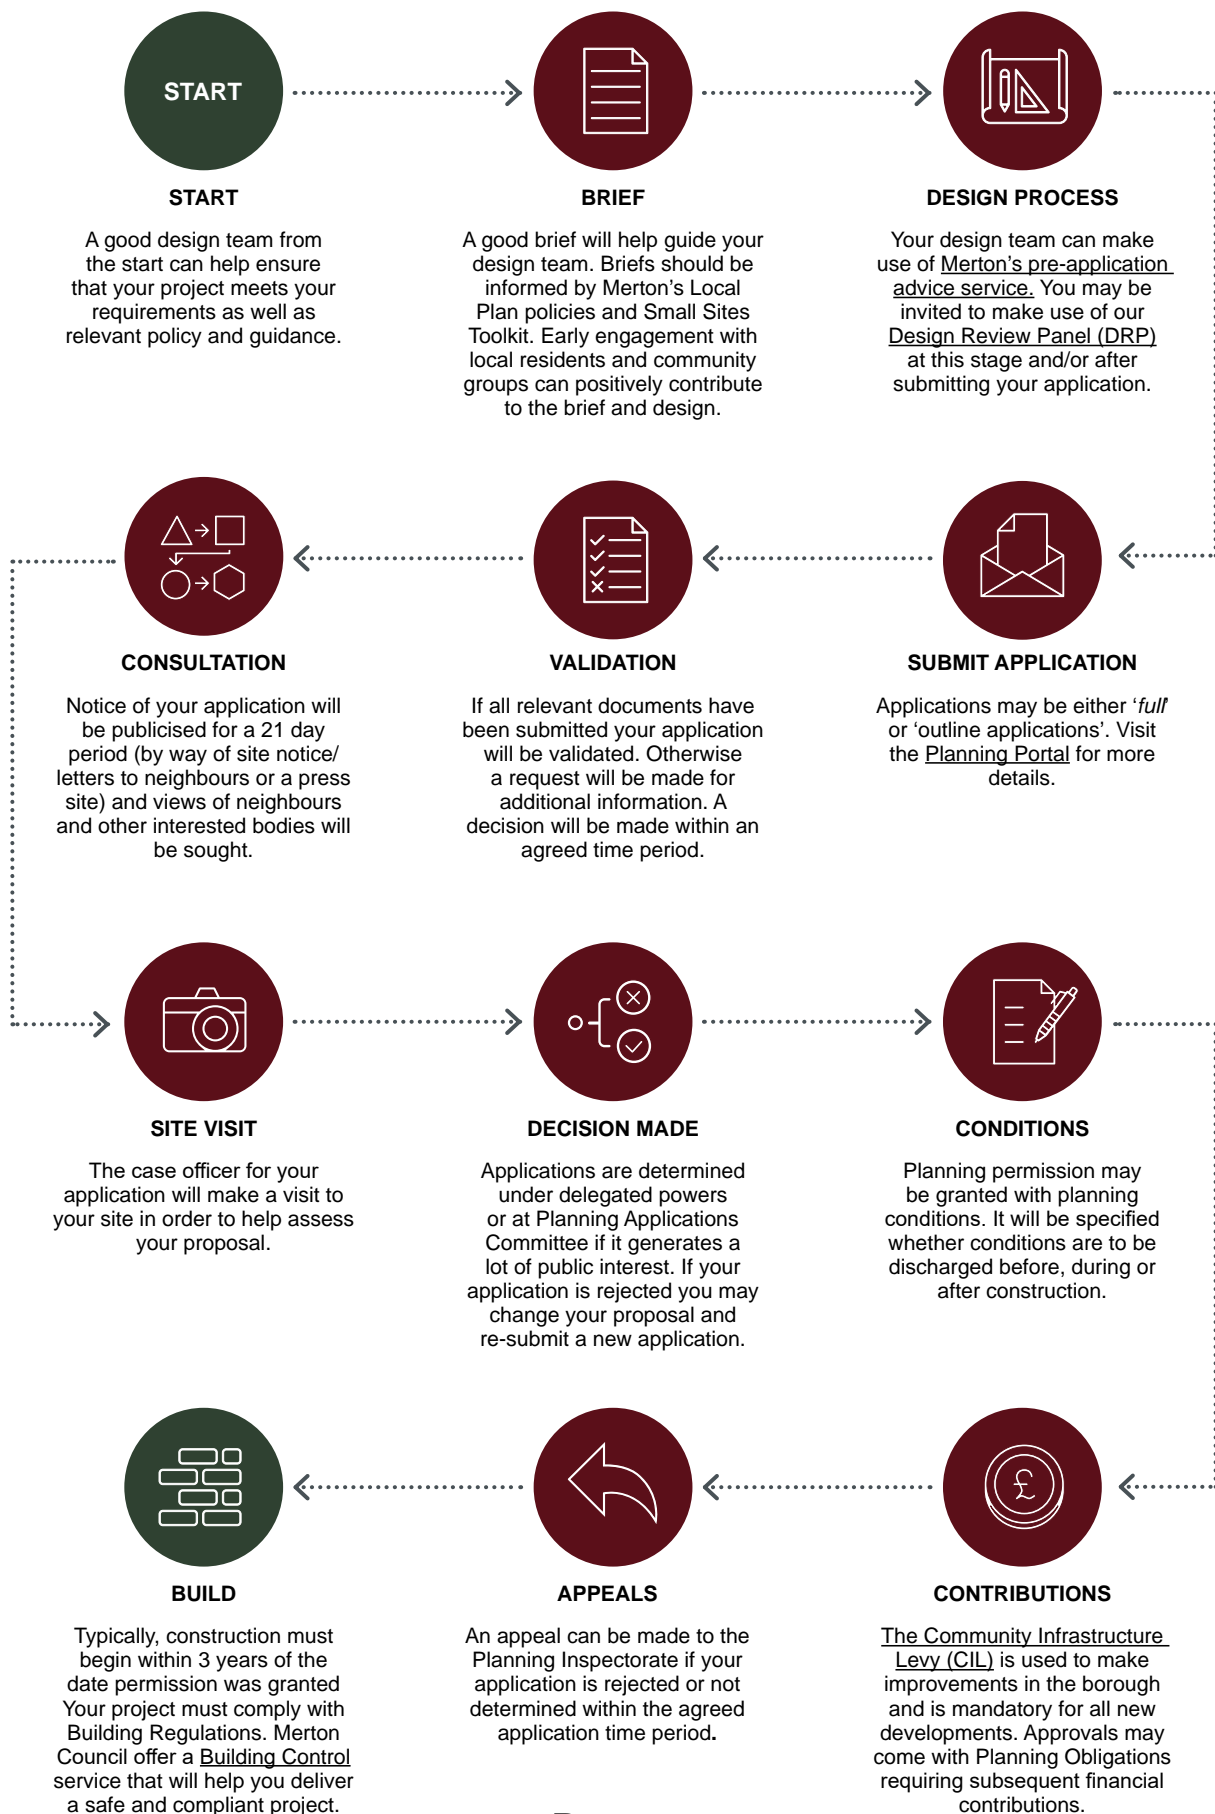 START
START
A good design team from
the start can help ensure
that your project meets your
requirements as well as
relevant policy and guidance.
BRIEF
A good brief will help guide your
design team. Briefs should be
informed by Merton's Local
Plan policies and Small Sites
Toolkit. Early engagement with
local residents and community
groups can positively contribute
to the brief and design.
DESIGN PROCESS
Your design team can make
use of Merton's pre-application
advice service. You may be
invited to make use of our
Design Review Panel (DRP)
at this stage and/or after
submitting your application.
SUBMIT APPLICATION
Applications may be either ‘full’
or ‘outline applications’. Visit
the Planning Portal for more
details.
VALIDATION
If all relevant documents have
been submitted your application
will be validated. Otherwise
a request will be made for
additional information. A
decision will be made within an
agreed time period.
CONSULTATION
Notice of your application will
be publicised for a 21 day
period (by way of site notice/
letters to neighbours or a press
site) and views of neighbours
and other interested bodies will
be sought.
SITE VISIT
The case officer for your
application will make a visit to
your site in order to help assess
your proposal.
DECISION MADE
Applications are determined
under delegated powers
or at Planning Applications
Committee if it generates a
lot of public interest. If your
application is rejected you may
change your proposal and
re-submit a new application.
CONDITIONS
Planning permission may
be granted with planning
conditions. It will be specified
whether conditions are to be
discharged before, during or
after construction.
£
CONTRIBUTIONS
The Community Infrastructure
Levy (CIL) is used to make
improvements in the borough
and is mandatory for all new
developments. Approvals may
come with Planning Obligations
requiring subsequent financial
contributions.
APPEALS
An appeal can be made to the
Planning Inspectorate if your
application is rejected or not
determined within the agreed
application time period.
BUILD
Typically, construction must
begin within 3 years of the
date permission was granted
Your project must comply with
Building Regulations. Merton
Council offer a Building Control
service that will help you deliver
a safe and compliant project.